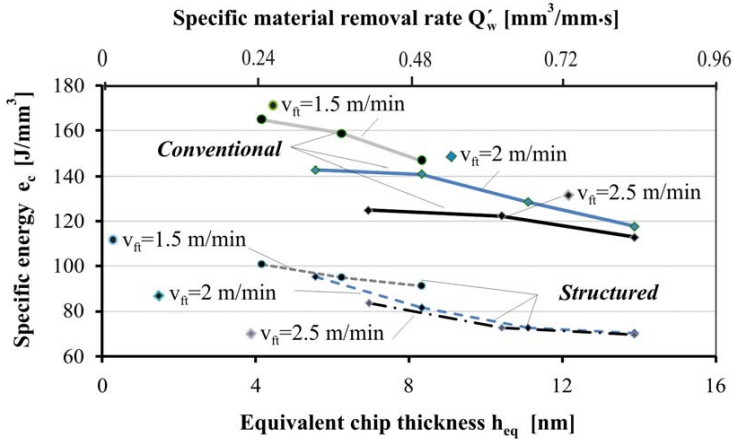 Specific material removal rate Q′w [mm³/mm·s]
0 0.24 0.48 0.72 0.96
180
160
140
120
100
80
60
Specific energy ec [J/mm³]
vft=1.5 m/min
Conventional
vft=2 m/min
vft=2.5 m/min
vft=1.5 m/min
vft=2 m/min
Structured
vft=2.5 m/min
0 4 8 12 16
Equivalent chip thickness heq [nm]